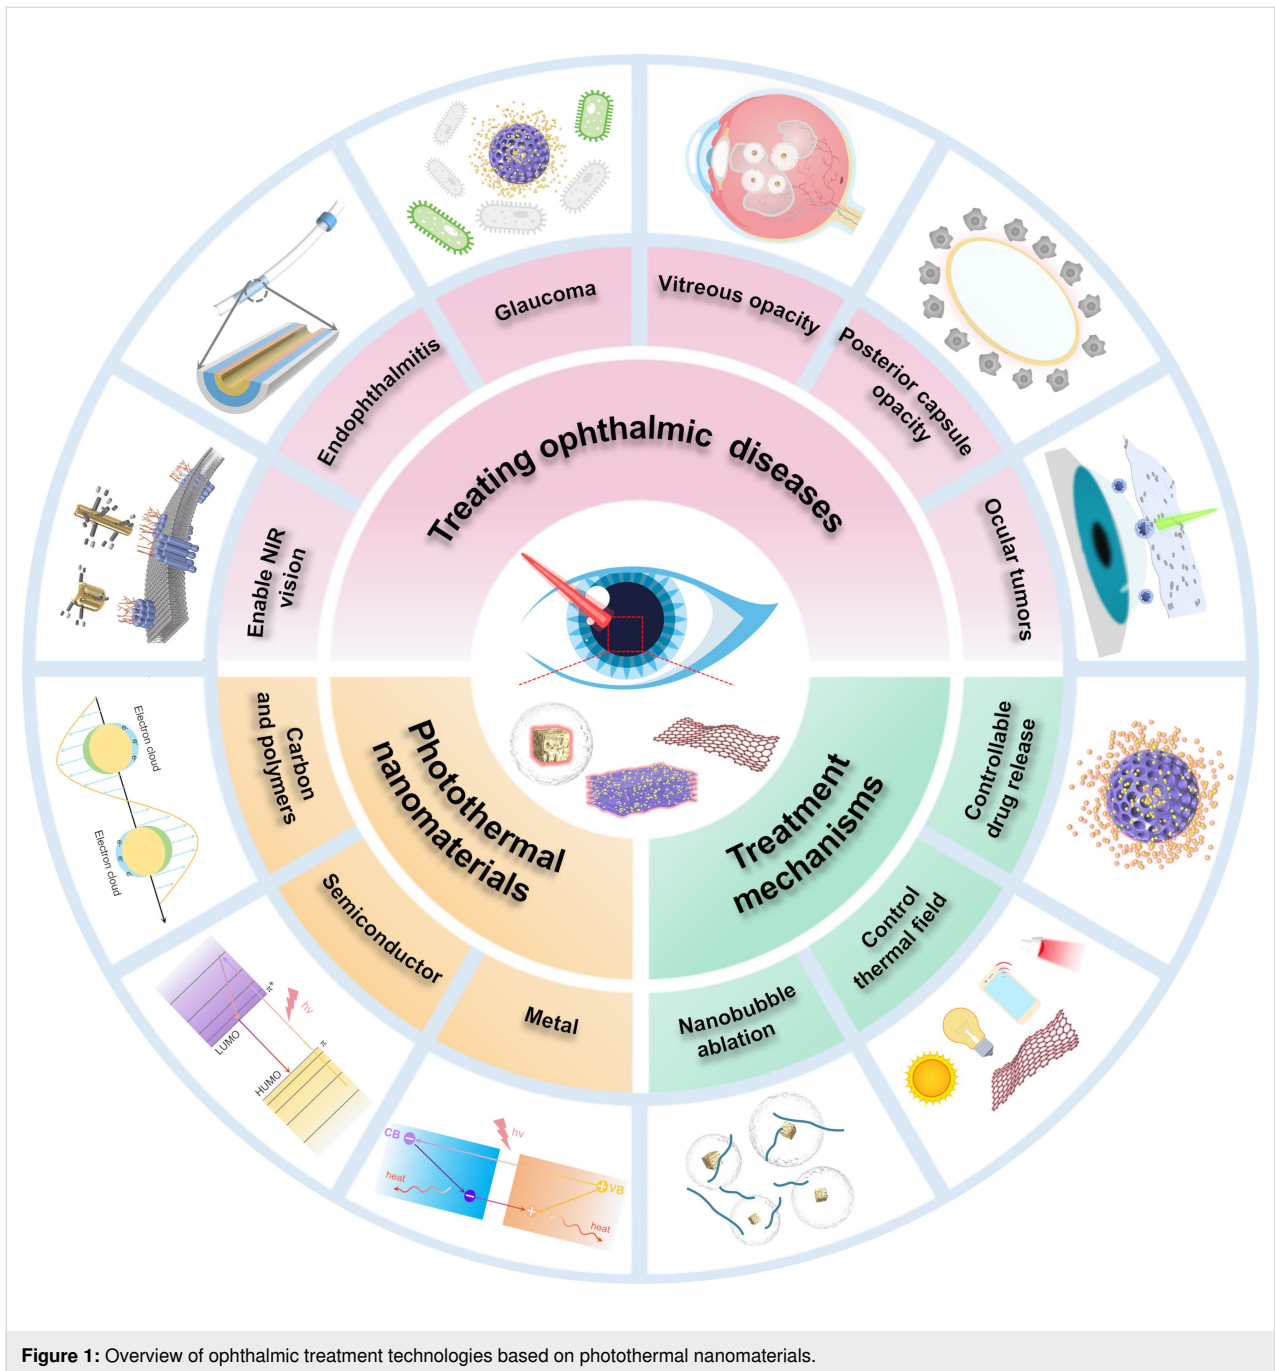 Glaucoma
Vitreous opacity
Endophthalmitis
Posterior capsule
opacity
Enable NIR
vision
Ocular tumors
Treating ophthalmic diseases
Carbon
and polymers
Semiconductor
Metal
Photothermal
nanomaterials
Treatment
mechanisms
Controllable
drug release
Control
thermal field
Nanobubble
ablation
Electron cloud
e-
e-
e-
Electron cloud
e-
e-
e-
π*
hv
LUMO
π
HUMO
CB
hv
heat
VB
heat
Figure 1: Overview of ophthalmic treatment technologies based on photothermal nanomaterials.